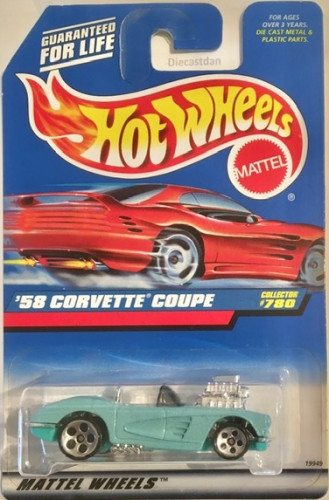 GUARANTEED
FOR LIFE
FOR AGES
OVER 3 YEARS.
DIE CAST METAL &
PLASTIC PARTS.
Diecastdan
HOT WHEELS
MATTEL
®
'58 CORVETTE® COUPE
COLLECTOR
#780
19949
MATTEL WHEELS™